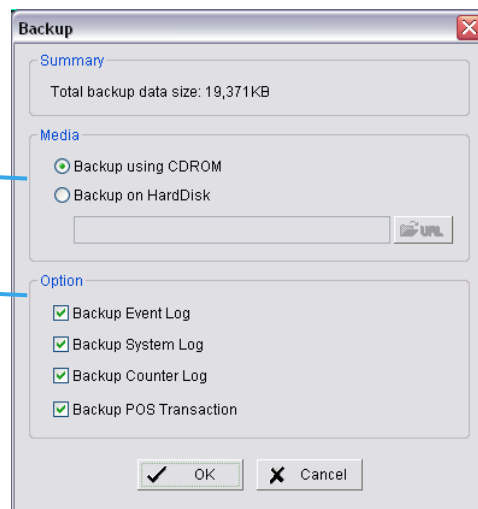 Backup
Summary
Total backup data size: 19,371KB
Media
Backup using CDROM
Backup on HardDisk
URL
Option
Backup Event Log
Backup System Log
Backup Counter Log
Backup POS Transaction
OK
Cancel